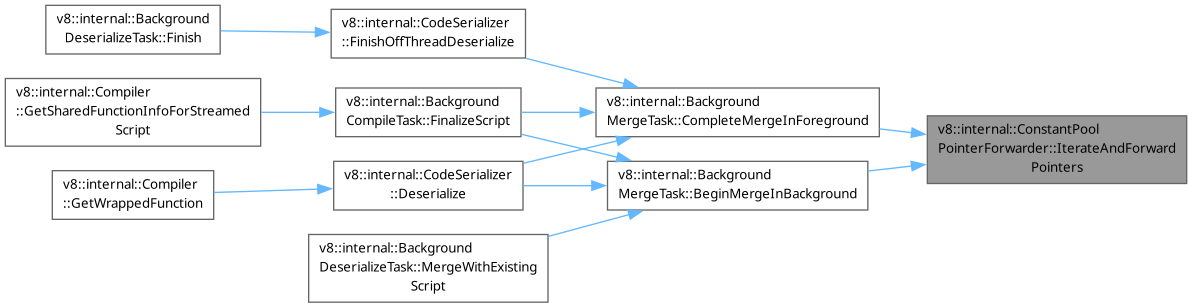 v8::internal::Background
DeserializeTask::Finish
v8::internal::CodeSerializer
::FinishOffThreadDeserialize
v8::internal::Compiler
::GetSharedFunctionInfoForStreamed
Script
v8::internal::Background
CompileTask::FinalizeScript
v8::internal::Background
MergeTask::CompleteMergeInForeground
v8::internal::ConstantPool
PointerForwarder::IterateAndForward
Pointers
v8::internal::Compiler
::GetWrappedFunction
v8::internal::CodeSerializer
::Deserialize
v8::internal::Background
MergeTask::BeginMergeInBackground
v8::internal::Background
DeserializeTask::MergeWithExisting
Script